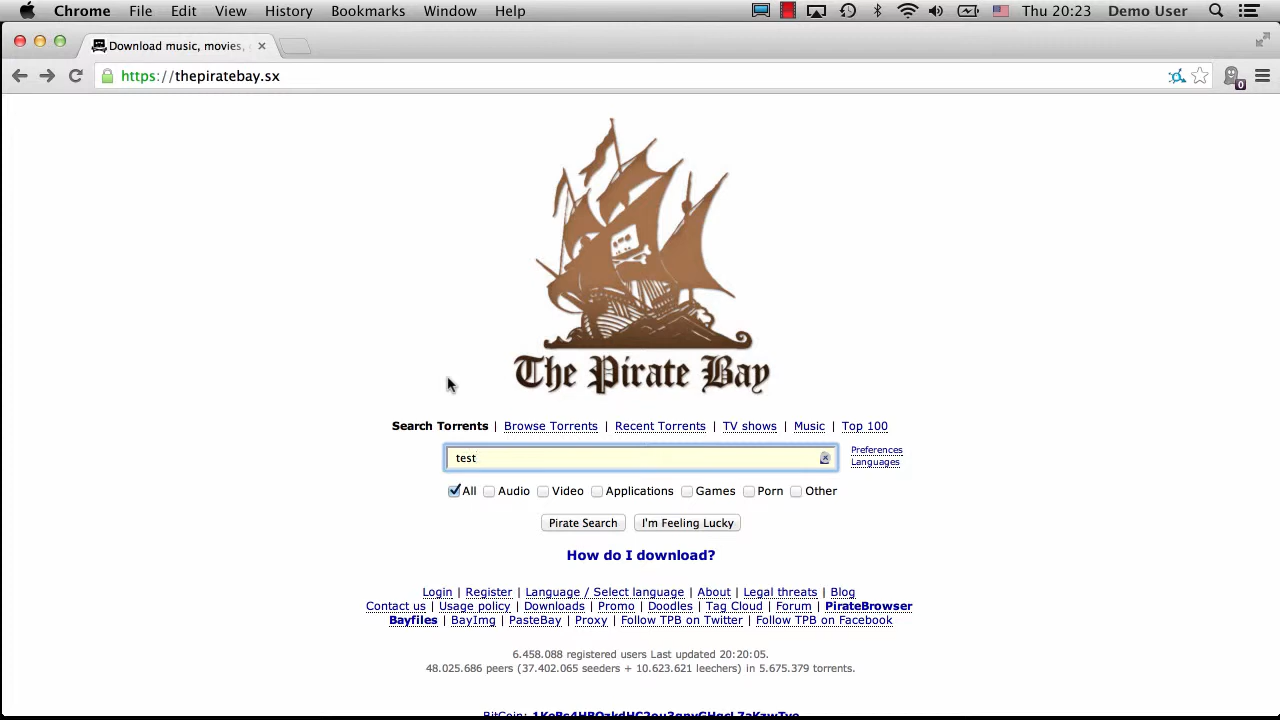 Chrome File Edit View History Bookmarks Window Help Thu 20:23 Demo User
Download music, movies,
https://thepiratebay.sx
0
The Pirate Bay
Search Torrents | Browse Torrents | Recent Torrents | TV shows | Music | Top 100
test
Preferences
Languages
All Audio Video Applications Games Porn Other
Pirate Search I'm Feeling Lucky
How do I download?
Login | Register | Language / Select language | About | Legal threats | Blog
Contact us | Usage policy | Downloads | Promo | Doodles | Tag Cloud | Forum | PirateBrowser
Bayfiles | BayImg | PasteBay | Proxy | Follow TPB on Twitter | Follow TPB on Facebook
6.458.088 registered users Last updated 20:20:05.
48.025.686 peers (37.402.065 seeders + 10.623.621 leechers) in 5.675.379 torrents.
BitCoin: